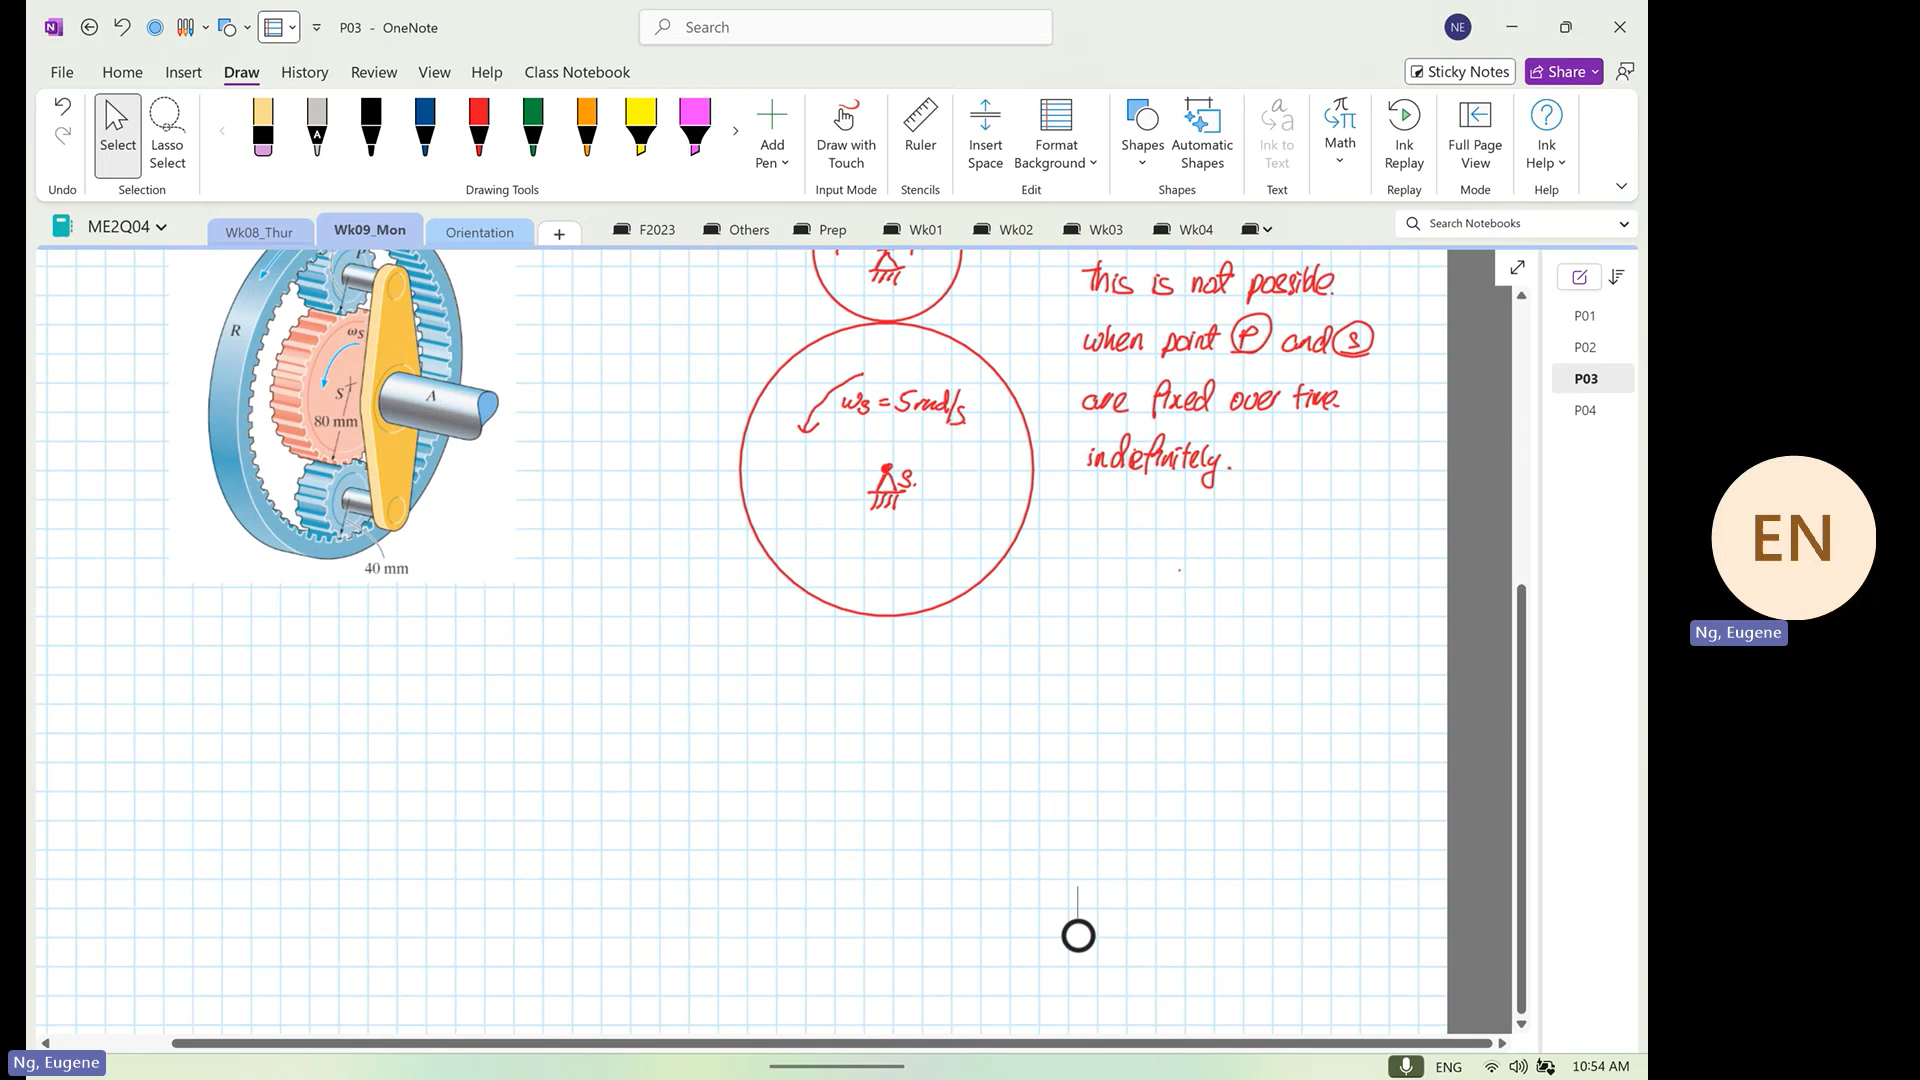 P03 - OneNote
Search
NE
File Home Insert Draw History Review View Help Class Notebook
Sticky Notes
Share
Select
Lasso Select
A
Add Pen
Draw with Touch
Ruler
Insert Space
Format Background
Shapes
Automatic Shapes
Ink to Text
Math
Ink Replay
Full Page View
Ink Help
Undo
Selection
Drawing Tools
Input Mode
Stencils
Edit
Shapes
Text
Replay
Mode
Help
ME2Q04
Wk08_Thur
Wk09_Mon
Orientation
F2023
Others
Prep
Wk01
Wk02
Wk03
Wk04
Search Notebooks
P01
P02
P03
P04
P
R
ωS
S
A
80 mm
40 mm
ωs = 5 rad/s
S.
This is not possible.
when point P and S
are fixed over time.
indefinitely.
EN
Ng, Eugene
Ng, Eugene
ENG
10:54 AM